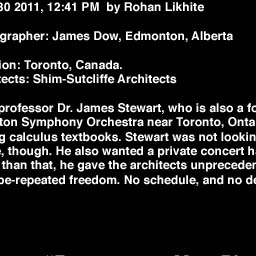 30 2011, 12:41 PM by Rohan Likhite
ographer: James Dow, Edmonton, Alberta
ion: Toronto, Canada.
tects: Shim-Sutcliffe Architects
professor Dr. James Stewart, who is also a fo
ton Symphony Orchestra near Toronto, Onta
g calculus textbooks. Stewart was not lookin
, though. He also wanted a private concert h
than that, he gave the architects unpreceden
be-repeated freedom. No schedule, and no de